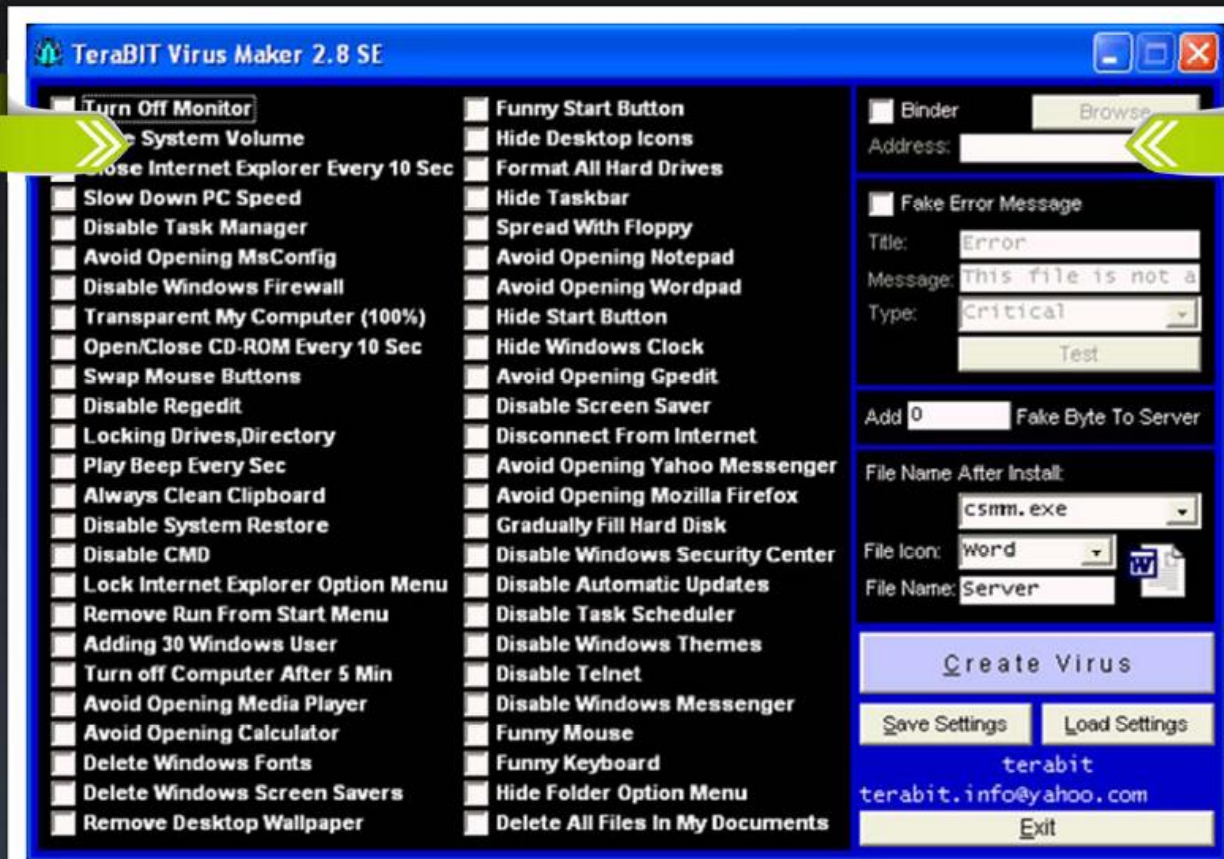 TeraBIT Virus Maker 2.8 SE
Turn Off Monitor
System Volume
Close Internet Explorer Every 10 Sec
Slow Down PC Speed
Disable Task Manager
Avoid Opening MsConfig
Disable Windows Firewall
Transparent My Computer (100%)
Open/Close CD-ROM Every 10 Sec
Swap Mouse Buttons
Disable Regedit
Locking Drives,Directory
Play Beep Every Sec
Always Clean Clipboard
Disable System Restore
Disable CMD
Lock Internet Explorer Option Menu
Remove Run From Start Menu
Adding 30 Windows User
Turn off Computer After 5 Min
Avoid Opening Media Player
Avoid Opening Calculator
Delete Windows Fonts
Delete Windows Screen Savers
Remove Desktop Wallpaper
Funny Start Button
Hide Desktop Icons
Format All Hard Drives
Hide Taskbar
Spread With Floppy
Avoid Opening Notepad
Avoid Opening Wordpad
Hide Start Button
Hide Windows Clock
Avoid Opening Gpedit
Disable Screen Saver
Disconnect From Internet
Avoid Opening Yahoo Messenger
Avoid Opening Mozilla Firefox
Gradually Fill Hard Disk
Disable Windows Security Center
Disable Automatic Updates
Disable Task Scheduler
Disable Windows Themes
Disable Telnet
Disable Windows Messenger
Funny Mouse
Funny Keyboard
Hide Folder Option Menu
Delete All Files In My Documents
Binder Browse
Address:
Fake Error Message
Title: Error
Message: This file is not a
Type: Critical
Test
Add 0 Fake Byte To Server
File Name After Install:
csmm.exe
File Icon: Word
File Name: Server
Create Virus
Save Settings Load Settings
terabit
terabit.info@yahoo.com
Exit